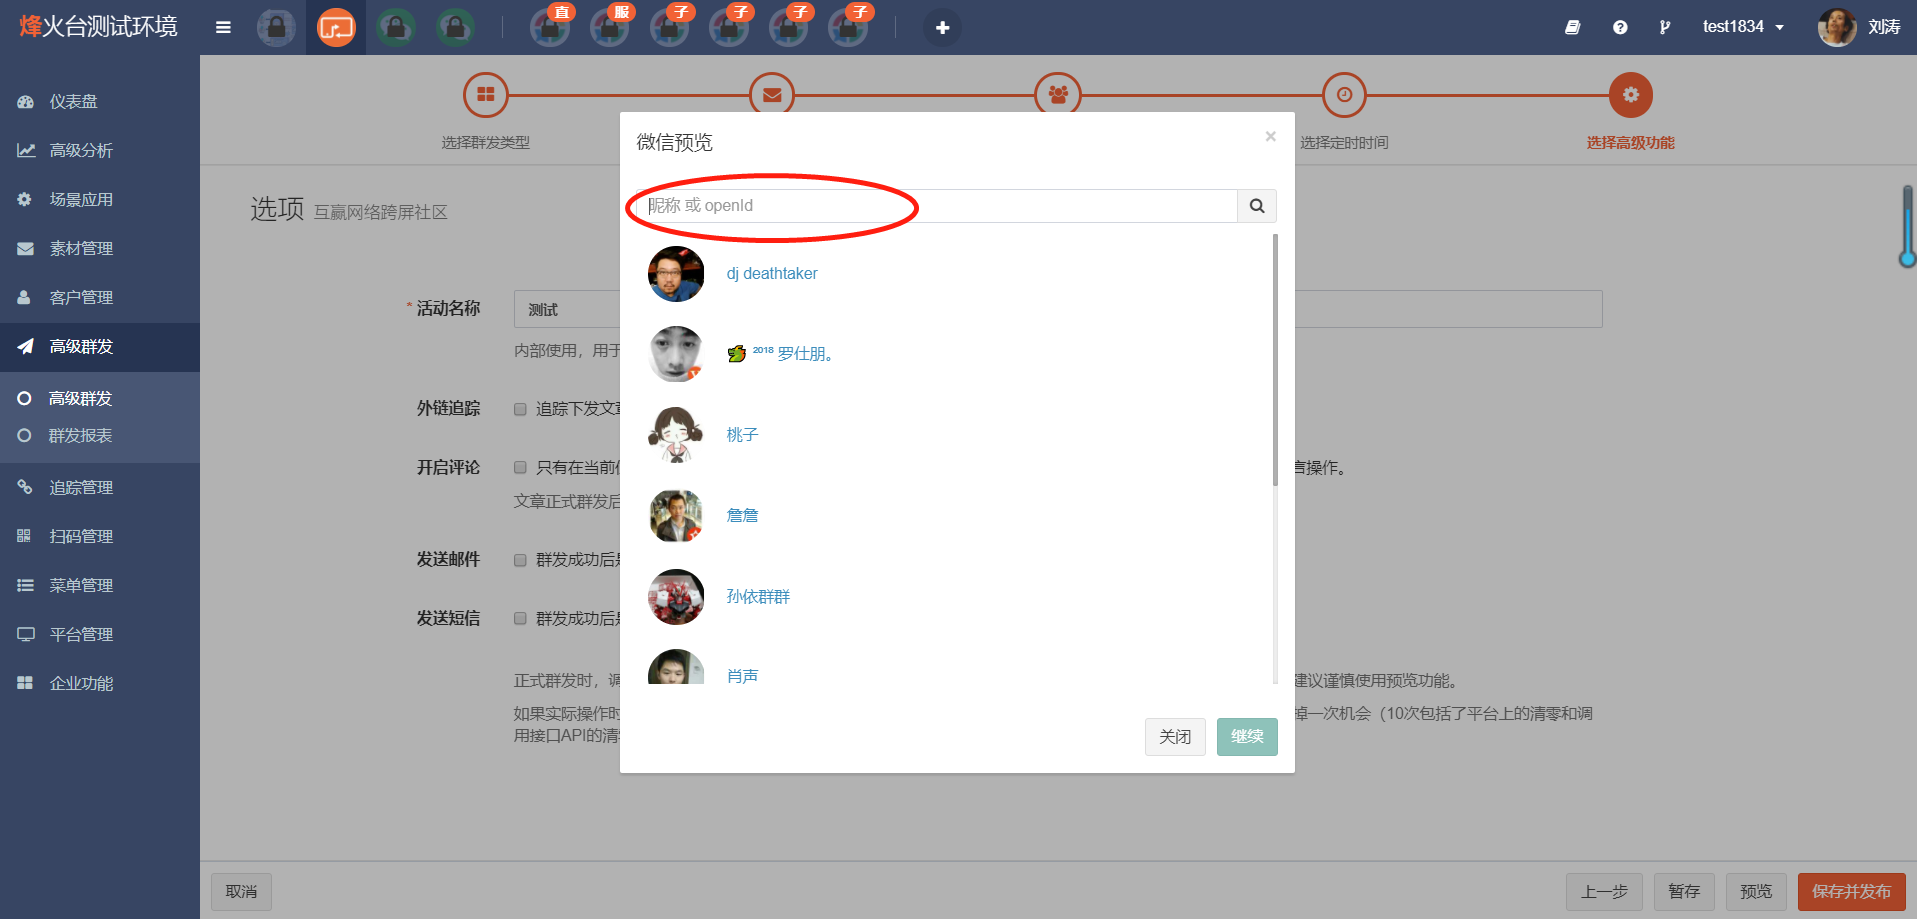 烽火台测试环境
直
服
子
子
子
子
test1834
刘涛
仪表盘
高级分析
场景应用
素材管理
客户管理
高级群发
高级群发
群发报表
追踪管理
扫码管理
菜单管理
平台管理
企业功能
选择群发类型
选择定时时间
选择高级功能
选项 互赢网络跨屏社区
* 活动名称
测试
内部使用，用于
外链追踪
追踪下发文
开启评论
只有在当前
言操作。
文章正式群发后
发送邮件
群发成功后
发送短信
群发成功后
正式群发时，
建议谨慎使用预览功能。
如果实际操作时
掉一次机会（10次包括了平台上的清零和调
用接口API的清
微信预览
×
昵称 或 openId
dj deathtaker
2018 罗仕朋。
桃子
詹詹
孙依群群
肖声
关闭
继续
取消
上一步
暂存
预览
保存并发布